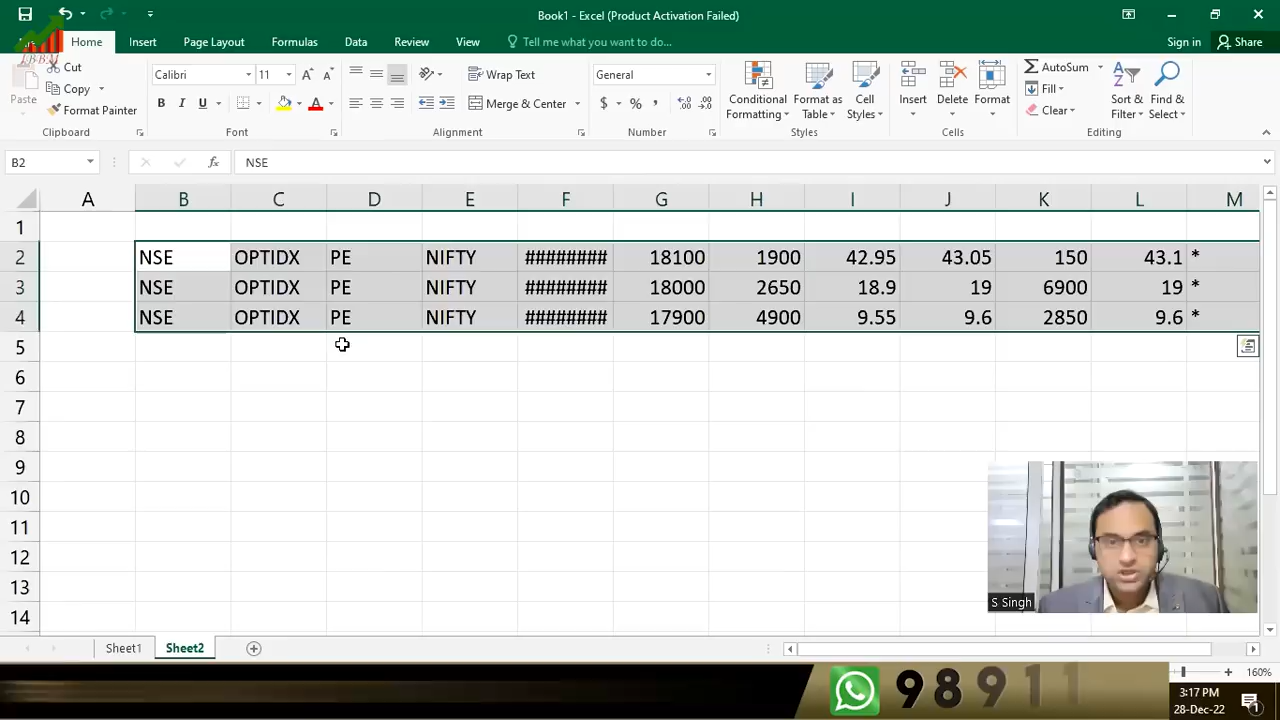 Book1 - Excel (Product Activation Failed)
Home Insert Page Layout Formulas Data Review View Tell me what you want to do... Sign in Share
IBBM
Paste
Cut
Copy
Format Painter
Calibri 11
B I U
Wrap Text
Merge & Center
General
$ % ,
Conditional Formatting
Format as Table
Cell Styles
Insert
Delete
Format
AutoSum
Fill
Clear
Sort & Filter
Find & Select
Clipboard Font Alignment Number Styles Cells Editing
B2 fx NSE
A B C D E F G H I J K L M
1
2 NSE OPTIDX PE NIFTY ######## 18100 1900 42.95 43.05 150 43.1 *
3 NSE OPTIDX PE NIFTY ######## 18000 2650 18.9 19 6900 19 *
4 NSE OPTIDX PE NIFTY ######## 17900 4900 9.55 9.6 2850 9.6 *
5
6
7
8
9
10
11
12
13
14
S Singh
Sheet1 Sheet2
160%
98911
3:17 PM
28-Dec-22